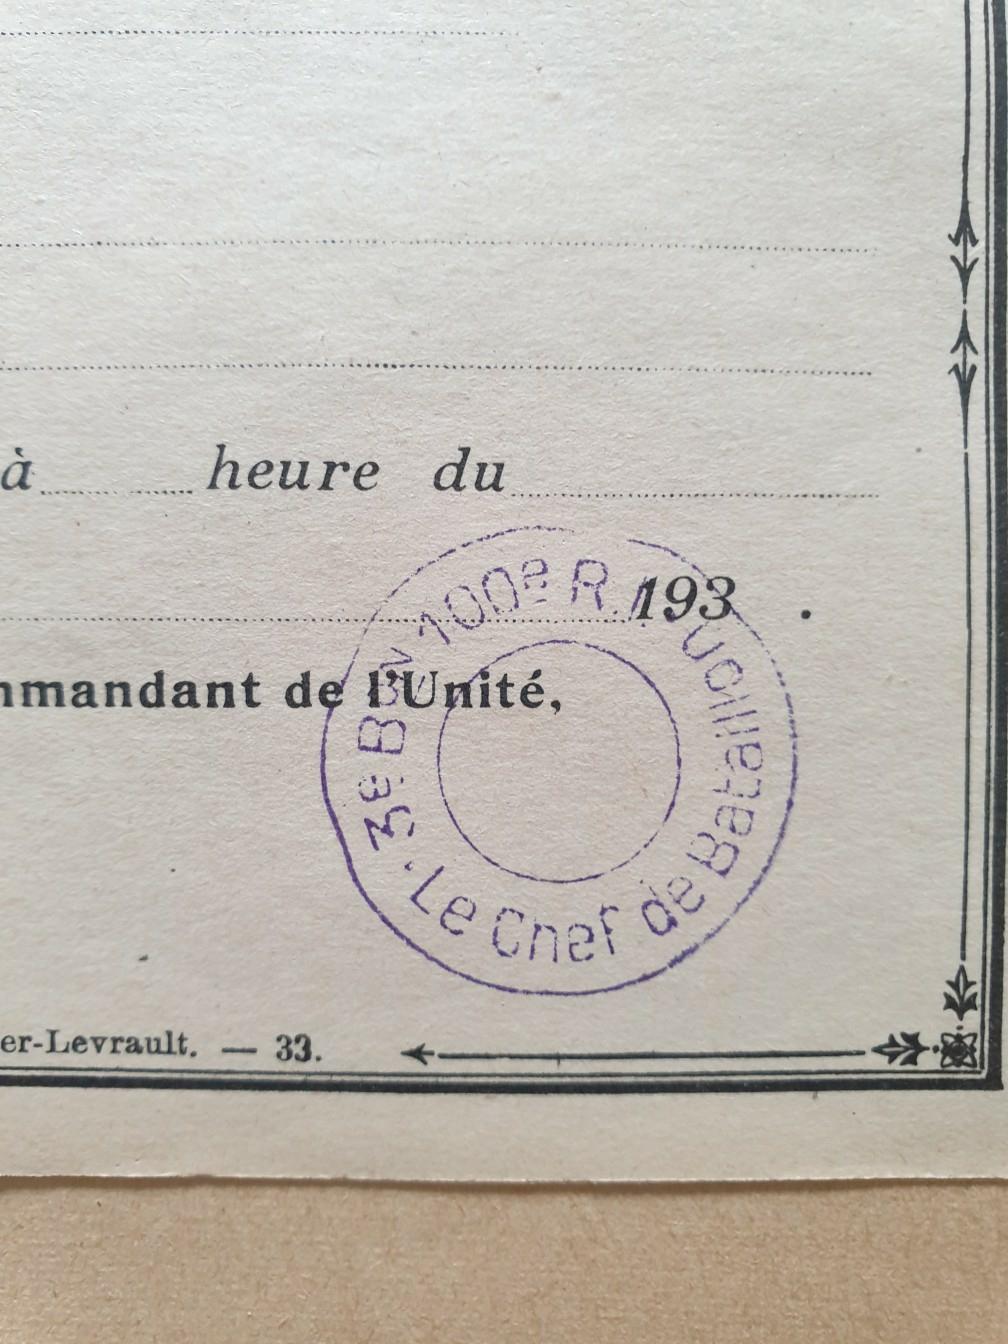 à heure du
193 .
mmandant de l'Unité,
3e Bon 100e R.
Le Chef de Bataillon
er-Levrault. — 33.